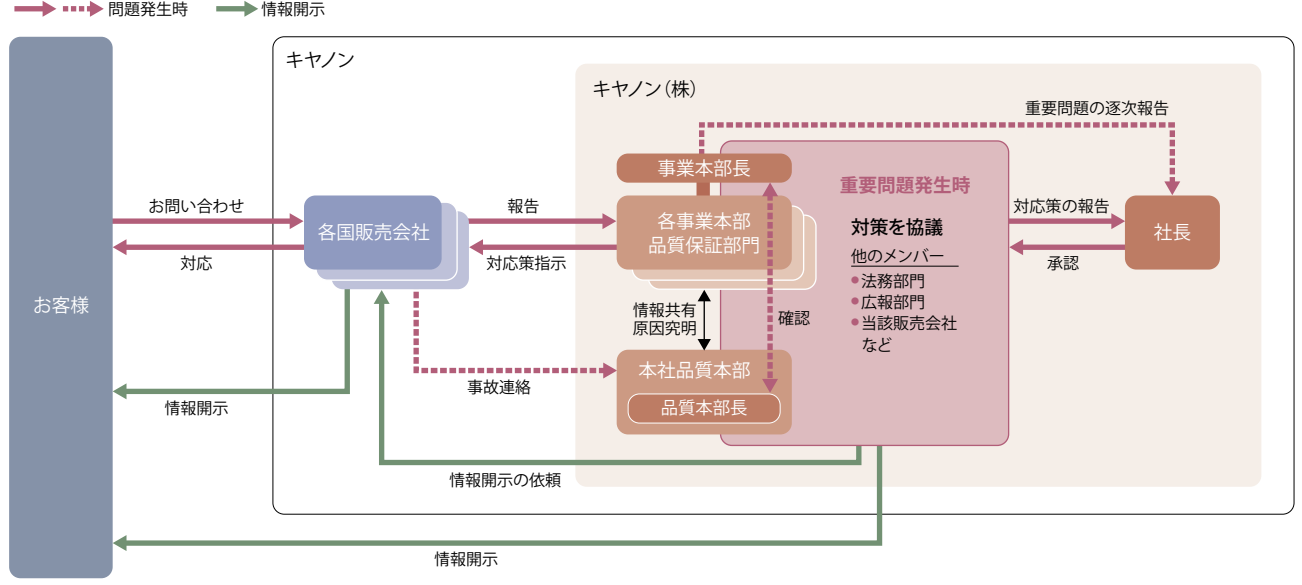 問題発生時
情報開示
キヤノン
キヤノン（株）
重要問題の逐次報告
事業本部長
重要問題発生時
お問い合わせ
報告
対応策の報告
各国販売会社
各事業本部
品質保証部門
対策を協議
社長
対応
対応策指示
他のメンバー
承認
●法務部門
●広報部門
●当該販売会社
など
お客様
情報共有
原因究明
確認
本社品質本部
事故連絡
品質本部長
情報開示
情報開示の依頼
情報開示